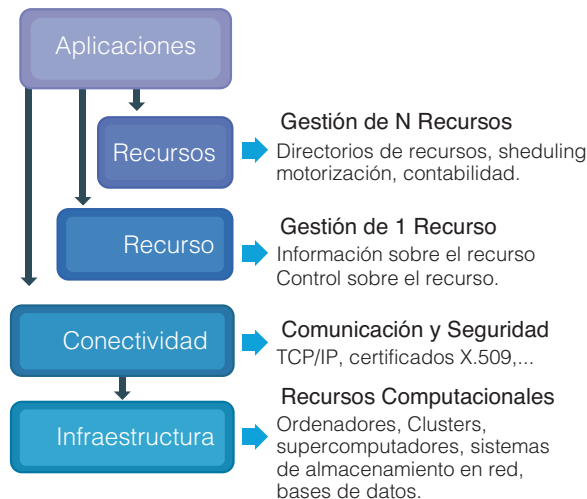 Aplicaciones
Recursos
Gestión de N Recursos
Directorios de recursos, sheduling
motorización, contabilidad.
Recurso
Gestión de 1 Recurso
Información sobre el recurso
Control sobre el recurso.
Conectividad
Comunicación y Seguridad
TCP/IP, certificados X.509,...
Infraestructura
Recursos Computacionales
Ordenadores, Clusters,
supercomputadores, sistemas
de almacenamiento en red,
bases de datos.